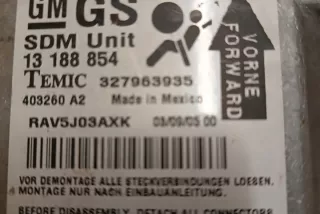 GM GS
SDM Unit
13 188 854
TEMIC 327963935
403260 A2 Made in Mexico
RAV5J03AXK 03/09/05 00
VORNE
FORWARD
VOR DEMONTAGE ALLE STECKVERBINDUNGEN LOESEN.
MONTAGE NUR NACH EINBAUANLEITUNG.
BEFORE DISASSEMBLY, DETACH ALL CONNECTORS